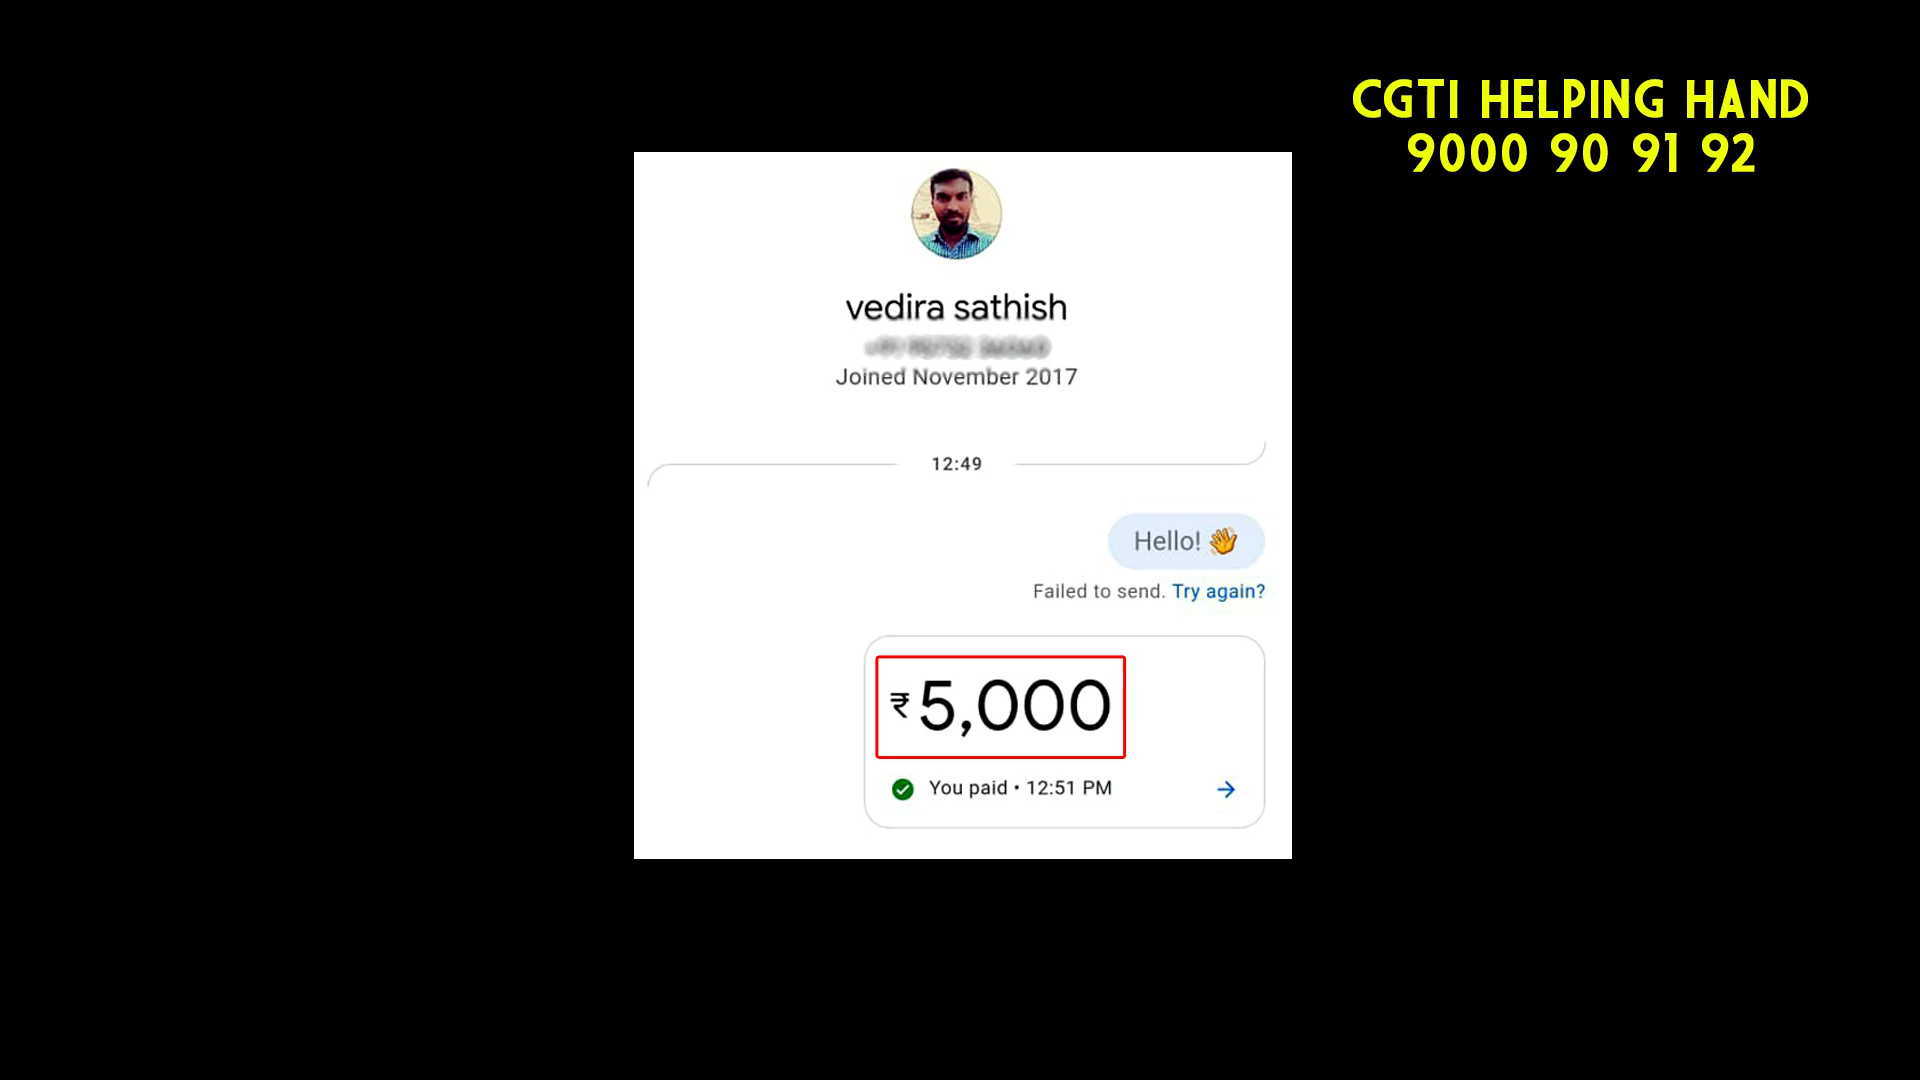 CGTI HELPING HAND
9000 90 91 92
vedira sathish
Joined November 2017
12:49
Hello! 👋
Failed to send. Try again?
₹5,000
You paid • 12:51 PM